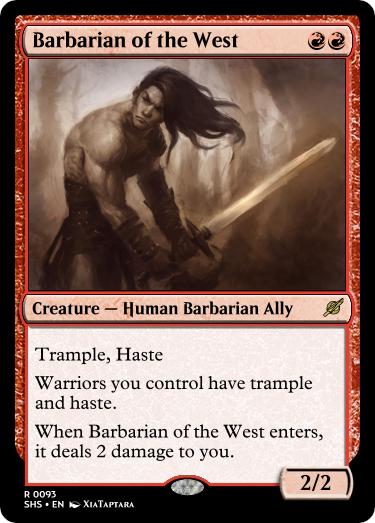 Barbarian of the West
Creature — Human Barbarian Ally
Trample, Haste
Warriors you control have trample
and haste.
When Barbarian of the West enters,
it deals 2 damage to you.
2/2
R 0093
SHS • EN XiaTaptara